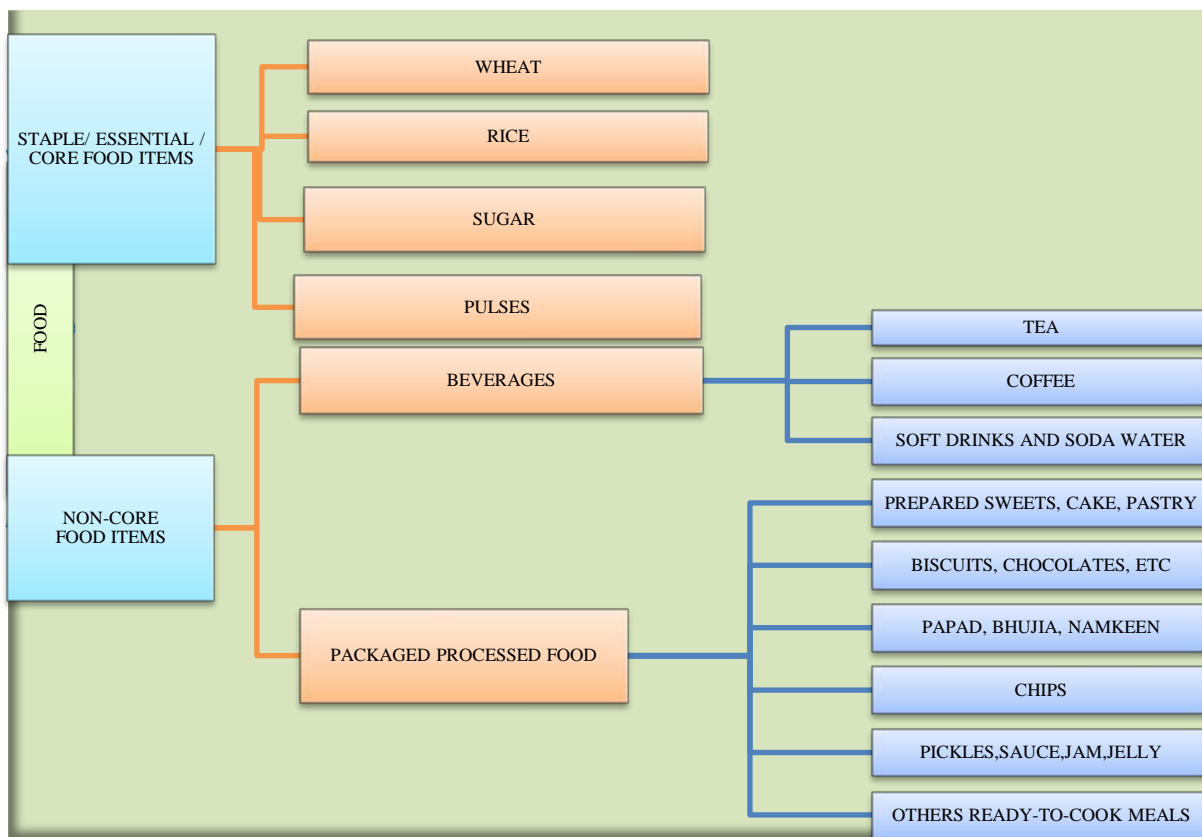 FOOD
STAPLE/ ESSENTIAL /
CORE FOOD ITEMS
WHEAT
RICE
SUGAR
PULSES
NON-CORE
FOOD ITEMS
BEVERAGES
TEA
COFFEE
SOFT DRINKS AND SODA WATER
PACKAGED PROCESSED FOOD
PREPARED SWEETS, CAKE, PASTRY
BISCUITS, CHOCOLATES, ETC
PAPAD, BHUJIA, NAMKEEN
CHIPS
PICKLES,SAUCE,JAM,JELLY
OTHERS READY-TO-COOK MEALS